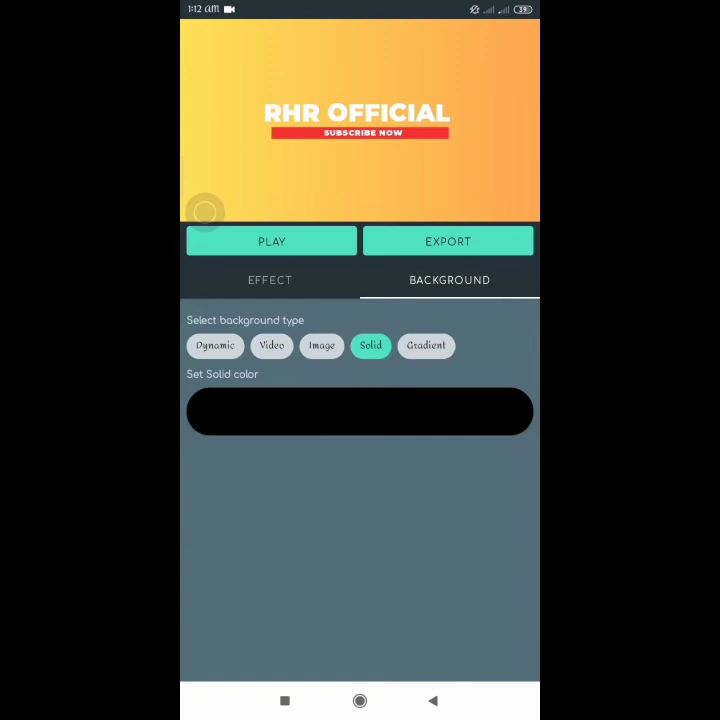 1:12 AM 39
RHR OFFICIAL
SUBSCRIBE NOW
PLAY EXPORT
EFFECT BACKGROUND
Select background type
Dynamic Video Image Solid Gradient
Set Solid color